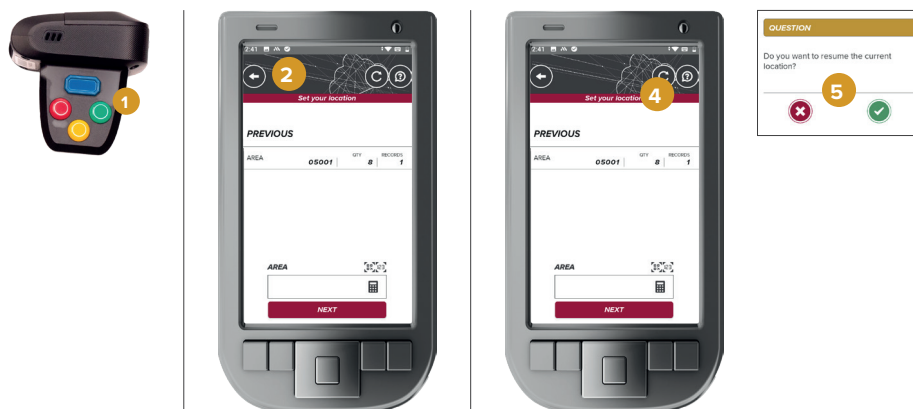 1
2:41
2
Set your location
PREVIOUS
AREA 05001 QTY 8 RECORDS 1
AREA
123
NEXT
2:41
4
Set your location
PREVIOUS
AREA 05001 QTY 8 RECORDS 1
AREA
123
NEXT
QUESTION
Do you want to resume the current
location?
5